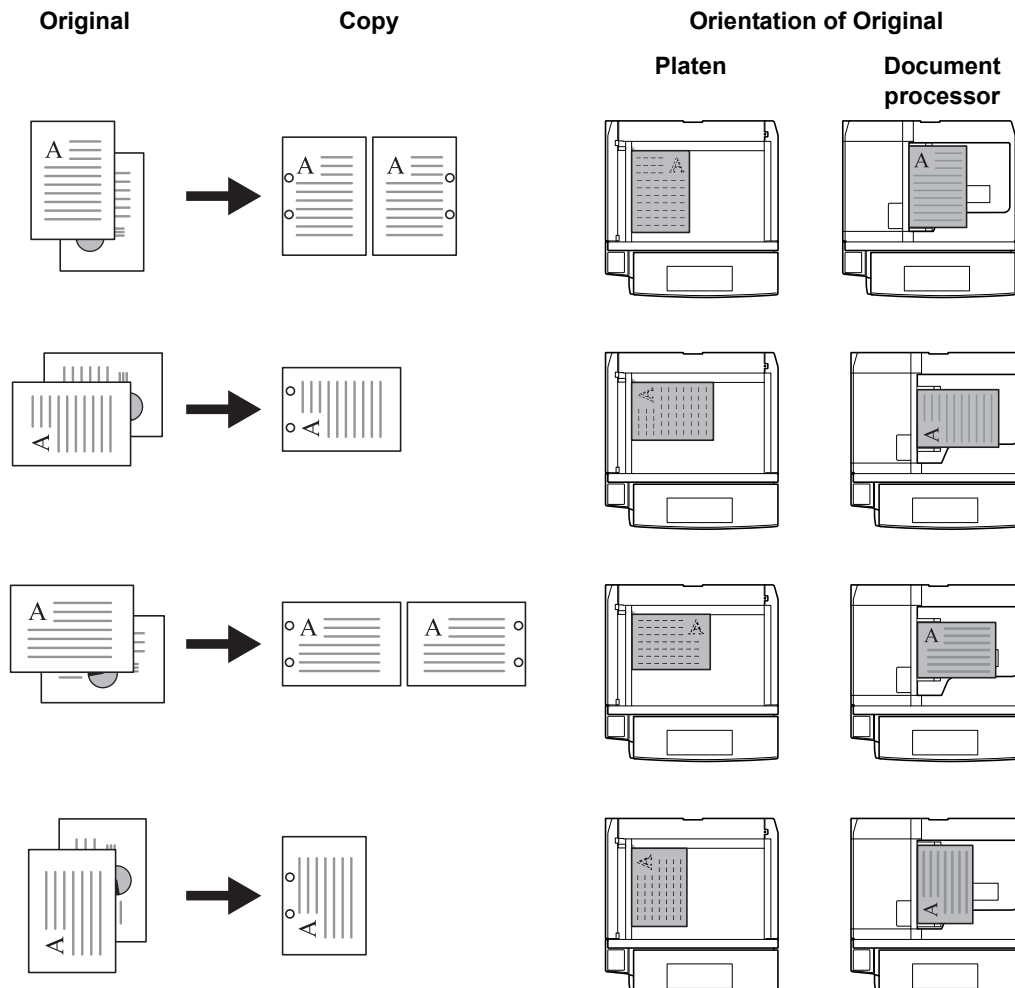 Original Copy Orientation of Original
Platen Document
processor
A A A A A
A A A A
A A A A A
A A A A